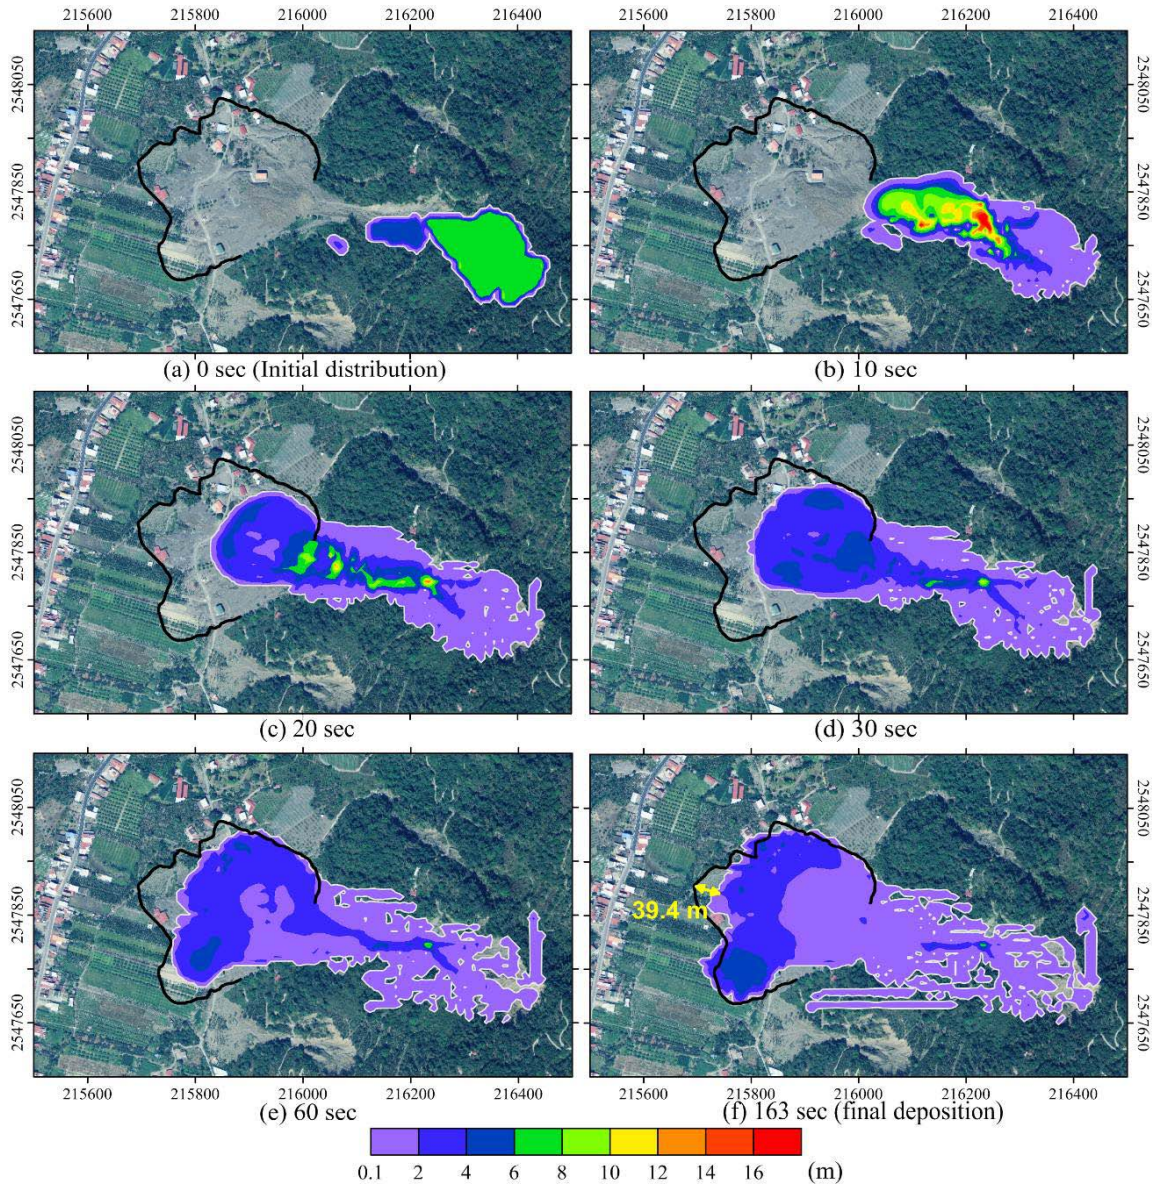 215600 215800 216000 216200 216400 215600 215800 216000 216200 216400
2548050
2547850
2547650
2548050
2547850
2547650
(a) 0 sec (Initial distribution)
(b) 10 sec
2548050
2547850
2547650
2548050
2547850
2547650
(c) 20 sec
(d) 30 sec
2548050
2547850
2547650
39.4 m
2548050
2547850
2547650
215600 215800 216000 216200 216400 215600 215800 216000 216200 216400
(e) 60 sec
(f) 163 sec (final deposition)
0.1 2 4 6 8 10 12 14 16 (m)